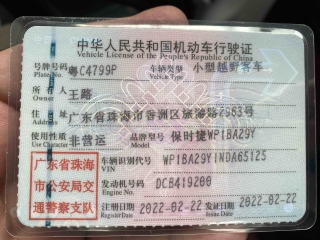 中华人民共和国机动车行驶证
Vehicle License of the People's Republic of China
号牌号码 粤C4799P 车辆类型 小型越野客车
Plate No. Vehicle Type
所有人 王路
Owner
住址 广东省珠海市香洲区旅游路2963号
Address
使用性质 非营运 品牌型号 保时捷WP1BA29Y
Use Character Model
广东省珠海
市公安局交
通警察支队
车辆识别代号 WP1BA29Y1NDA65125
VIN
发动机号码 DCB419200
Engine No.
注册日期 2022-02-22 发证日期 2022-02-22
Register Date Issue Date